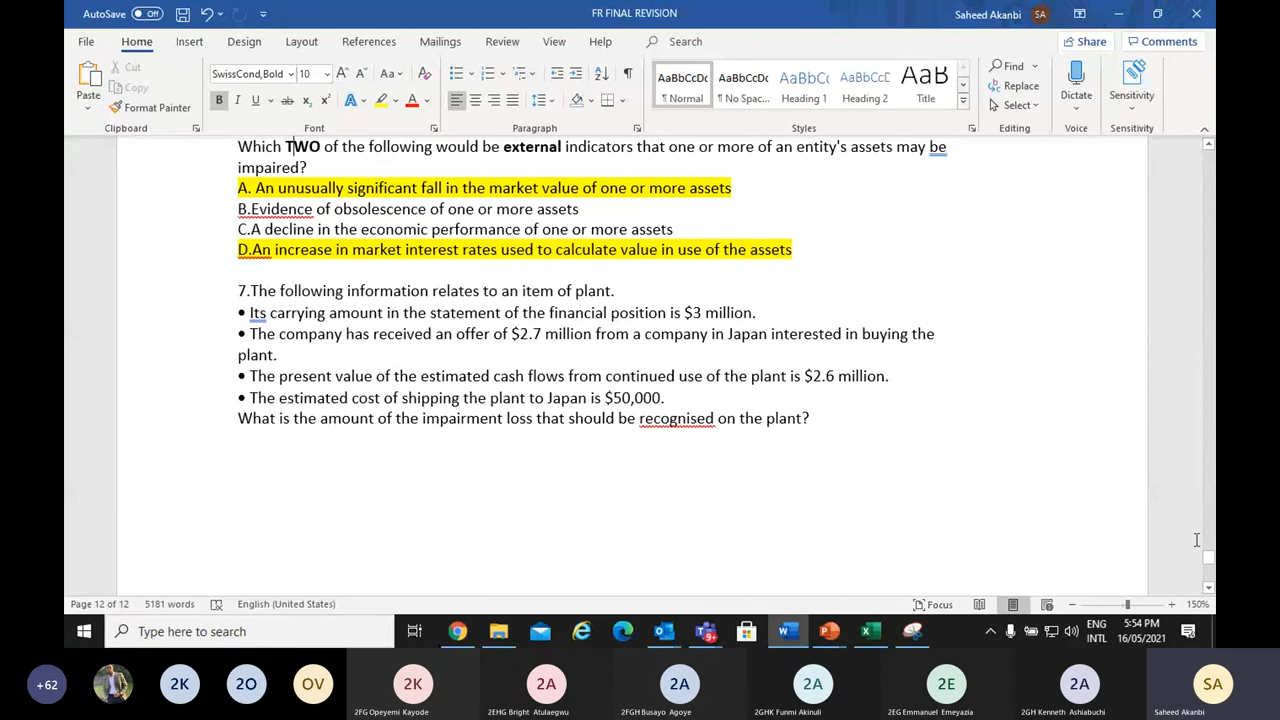 AutoSave Off
FR FINAL REVISION
Saheed Akanbi SA
File Home Insert Design Layout References Mailings Review View Help Search Share Comments
Paste Cut Copy Format Painter Clipboard
SwissCond,Bold 10 Font
Paragraph
AaBbCcDc ¶ Normal
AaBbCcDc ¶ No Spac...
AaBbCc Heading 1
AaBbCcD Heading 2
AaB Title
Styles
Find Replace Select Editing
Dictate Voice
Sensitivity Sensitivity
Which TWO of the following would be external indicators that one or more of an entity's assets may be
impaired?
A. An unusually significant fall in the market value of one or more assets
B.Evidence of obsolescence of one or more assets
C.A decline in the economic performance of one or more assets
D.An increase in market interest rates used to calculate value in use of the assets
7.The following information relates to an item of plant.
• Its carrying amount in the statement of the financial position is $3 million.
• The company has received an offer of $2.7 million from a company in Japan interested in buying the
plant.
• The present value of the estimated cash flows from continued use of the plant is $2.6 million.
• The estimated cost of shipping the plant to Japan is $50,000.
What is the amount of the impairment loss that should be recognised on the plant?
Page 12 of 12 5181 words English (United States) Focus 150%
Type here to search
ENG INTL
5:54 PM
16/05/2021
+62 2K 2O OV 2K 2A 2A 2A 2E 2A SA
2FG Opeyemi Kayode
2EHG Bright Atulaegwu
2FGH Busayo Agoye
2GHK Funmi Akinuli
2EG Emmanuel Emeyazia
2GH Kenneth Ashiabuchi
Saheed Akanbi